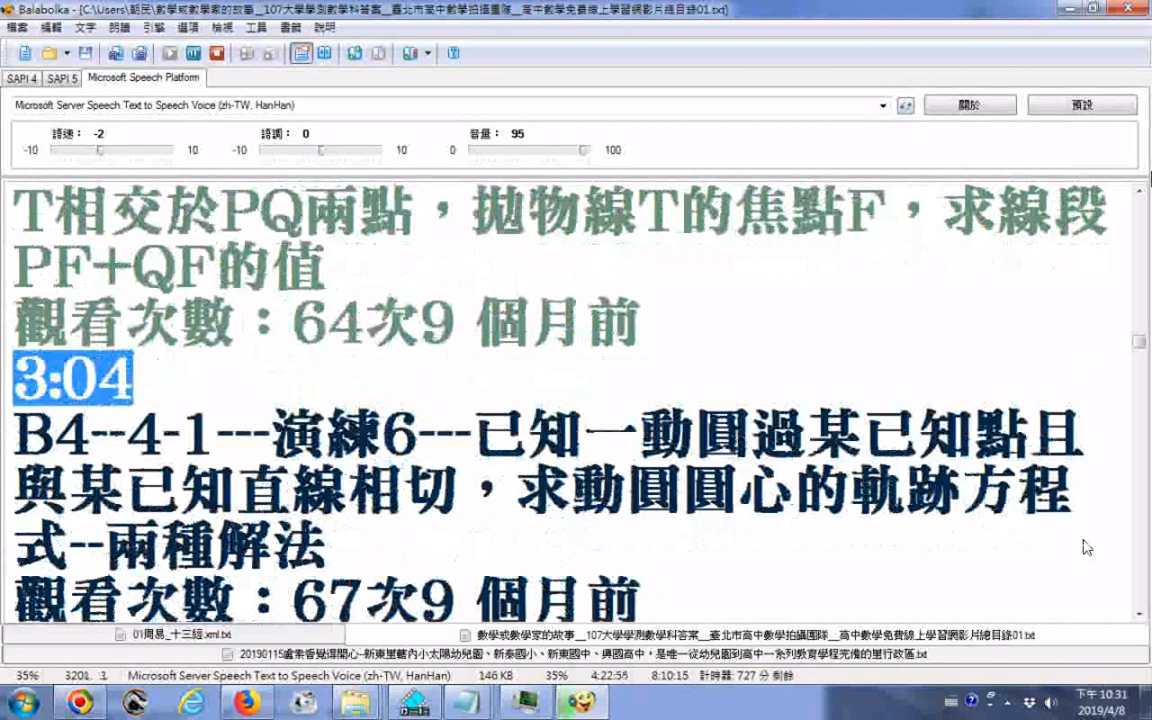 Balabolka - [C:\Users\朝民\數學或數學家的故事__107大學學測數學科答案__臺北市高中數學拍攝團隊__高中數學免費線上學習網影片總目錄01.txt]
檔案 編輯 文字 朗讀 引擎 選項 檢視 工具 書籤 說明
SAPI 4 SAPI 5 Microsoft Speech Platform
Microsoft Server Speech Text to Speech Voice (zh-TW, HanHan) 關於 預設
語速： -2 語調： 0 音量： 95
-10 10 -10 10 0 100
T相交於PQ兩點，拋物線T的焦點F，求線段
PF+QF的值
觀看次數：64次9 個月前
3:04
B4--4-1---演練6---已知一動圓過某已知點且
與某已知直線相切，求動圓圓心的軌跡方程
式--兩種解法
觀看次數：67次9 個月前
01周易_十三經.xml.txt 數學或數學家的故事__107大學學測數學科答案__臺北市高中數學拍攝團隊__高中數學免費線上學習網影片總目錄01.txt
20190115盧素香覺得開心--新東里轄內小太陽幼兒園、新泰國小、新東國中、興國高中，是唯一從幼兒園到高中一系列教育學程完備的里行政區.txt
35% 3201: 1 Microsoft Server Speech Text to Speech Voice (zh-TW, HanHan) 146 KB 35% 4:22:56 8:10:15 計時器: 727 分 剩餘
下午 10:31
2019/4/8